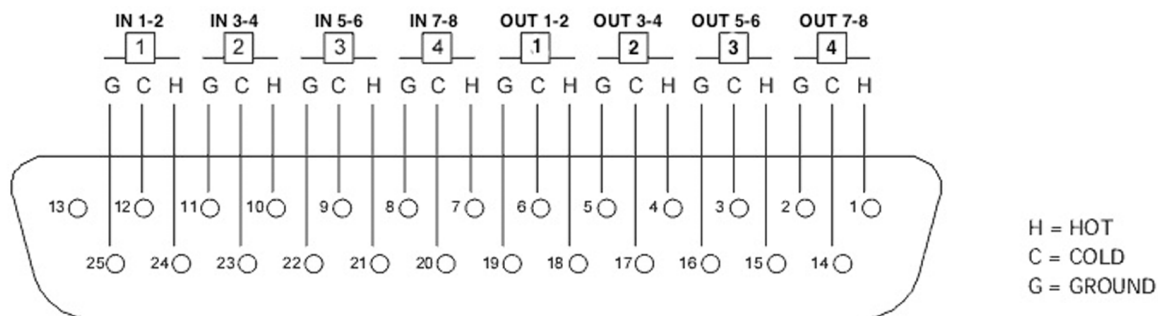 IN 1-2 IN 3-4 IN 5-6 IN 7-8 OUT 1-2 OUT 3-4 OUT 5-6 OUT 7-8
1 2 3 4 1 2 3 4
G C H G C H G C H G C H G C H G C H G C H G C H
13 12 11 10 9 8 7 6 5 4 3 2 1
25 24 23 22 21 20 19 18 17 16 15 14
H = HOT
C = COLD
G = GROUND